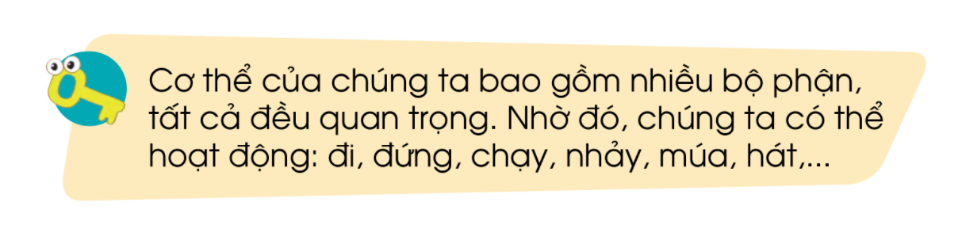 Cơ thể của chúng ta bao gồm nhiều bộ phận,
tất cả đều quan trọng. Nhờ đó, chúng ta có thể
hoạt động: đi, đứng, chạy, nhảy, múa, hát,...